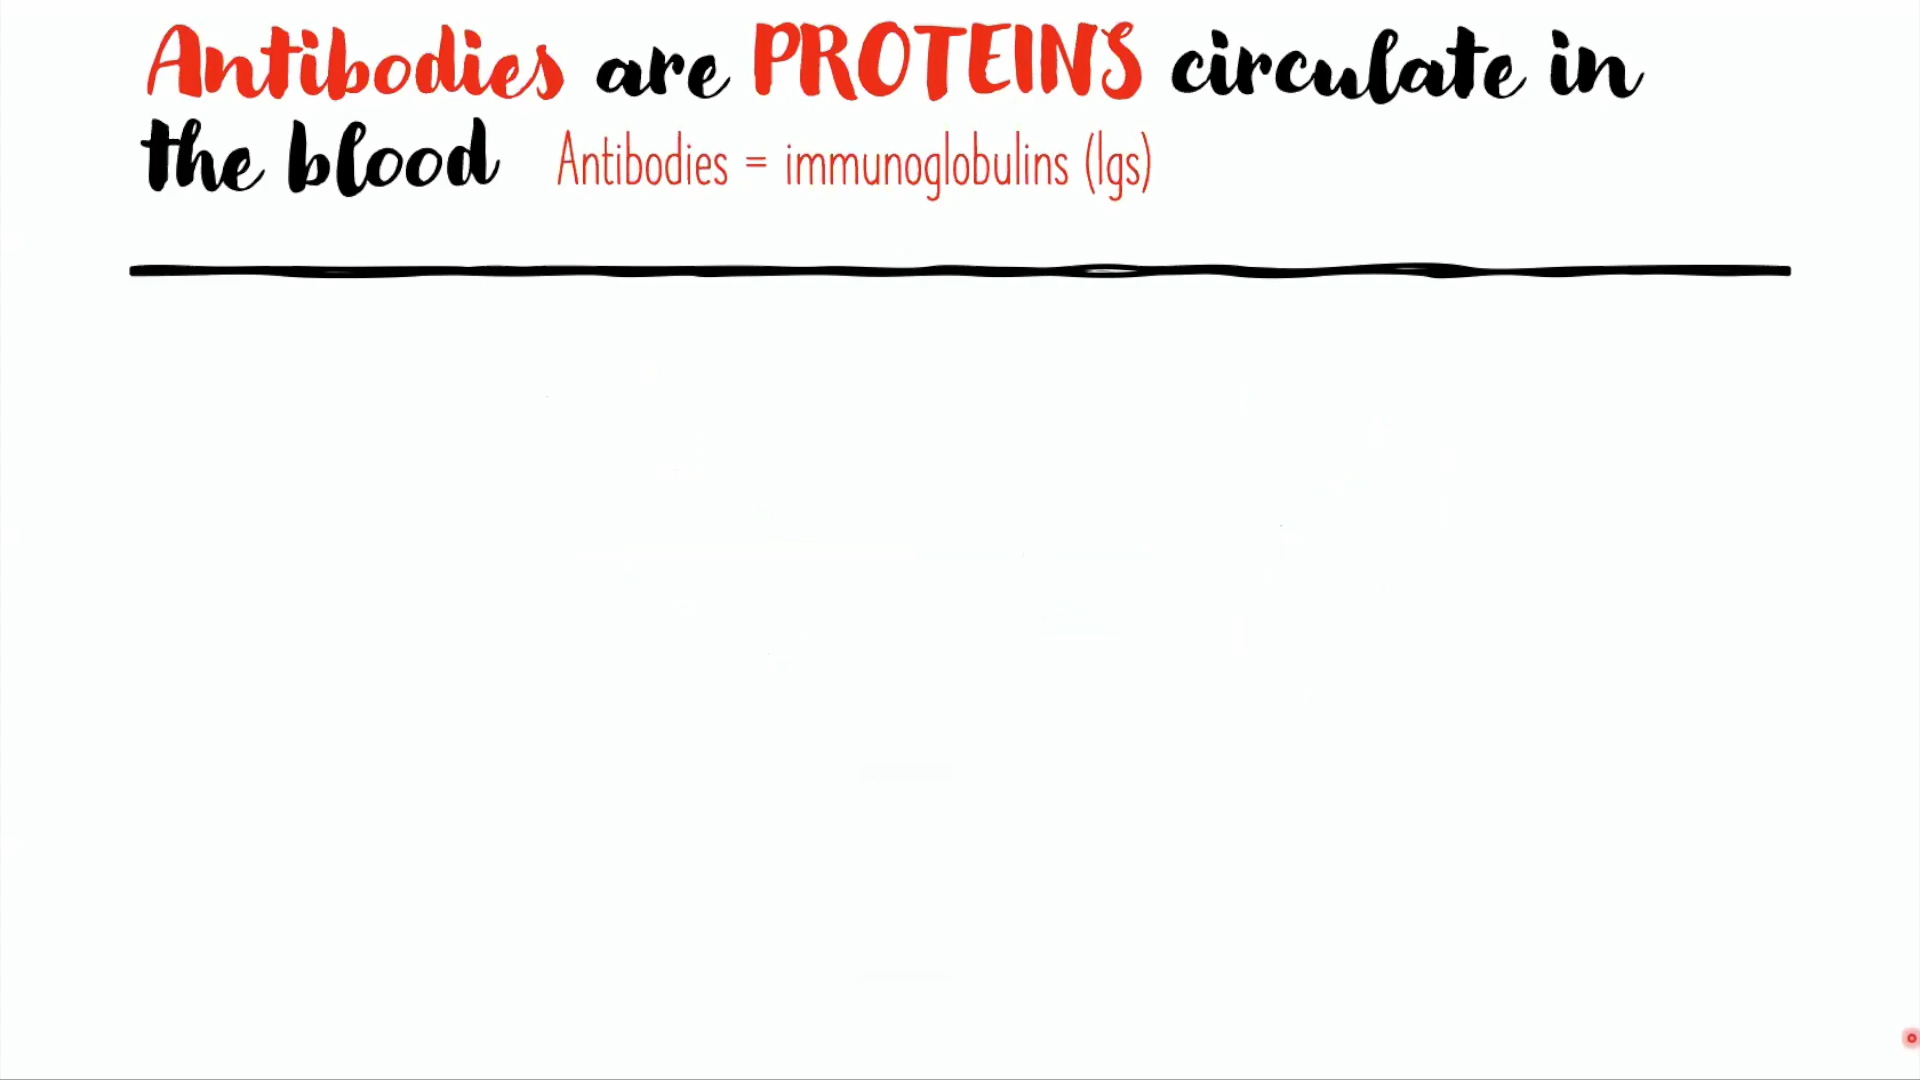 Antibodies are PROTEINS circulate in
the blood Antibodies = immunoglobulins (Igs)